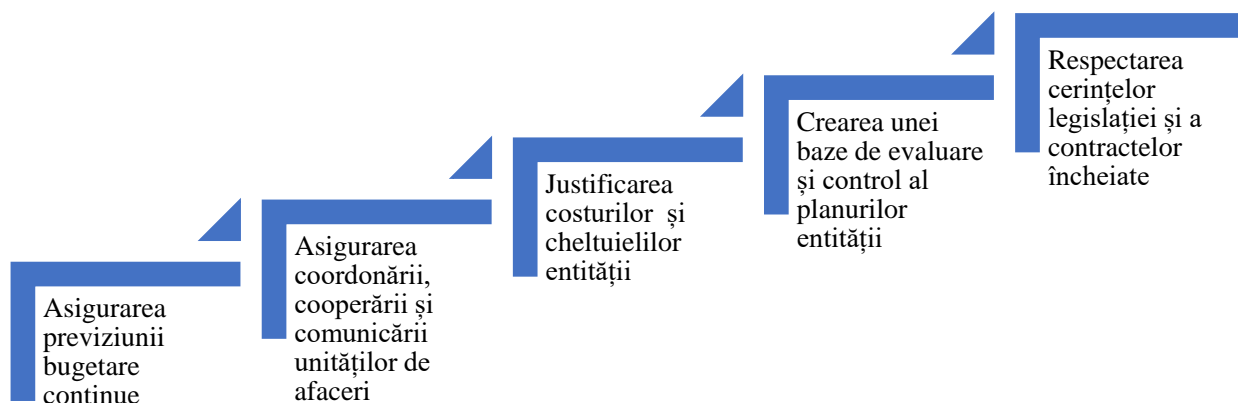 Asigurarea
previziunii
bugetare
continue
Asigurarea
coordonării,
cooperării și
comunicării
unităților de
afaceri
Justificarea
costurilor și
cheltuielilor
entității
Crearea unei
baze de evaluare
și control al
planurilor
entității
Respectarea
cerințelor
legislației și a
contractelor
încheiate